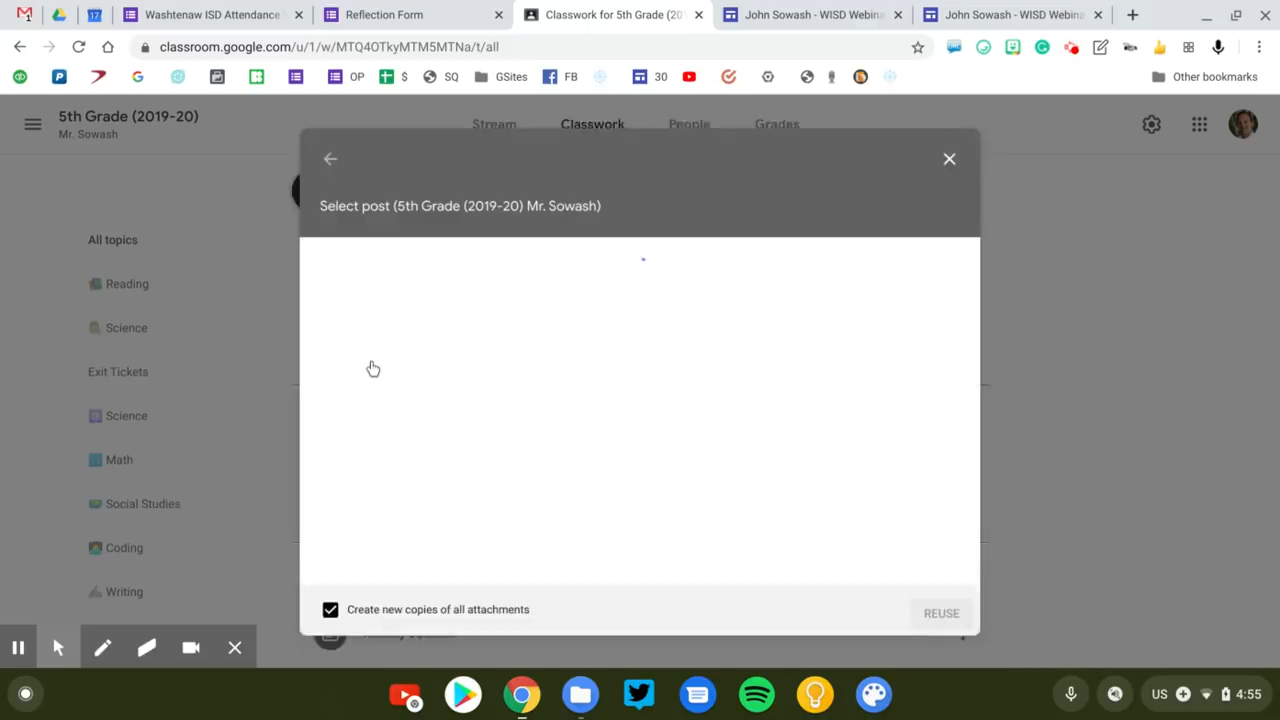 Washtenaw ISD Attendance
Reflection Form
Classwork for 5th Grade (20
John Sowash - WISD Webina
John Sowash - WISD Webina
classroom.google.com/u/1/w/MTQ4OTkyMTM5MTNa/t/all
OP
$
SQ
GSites
FB
30
Other bookmarks
5th Grade (2019-20)
Mr. Sowash
Stream
Classwork
People
Grades
Select post (5th Grade (2019-20) Mr. Sowash)
All topics
Reading
Science
Exit Tickets
Science
Math
Social Studies
Coding
Writing
Create new copies of all attachments
REUSE
US
4:55